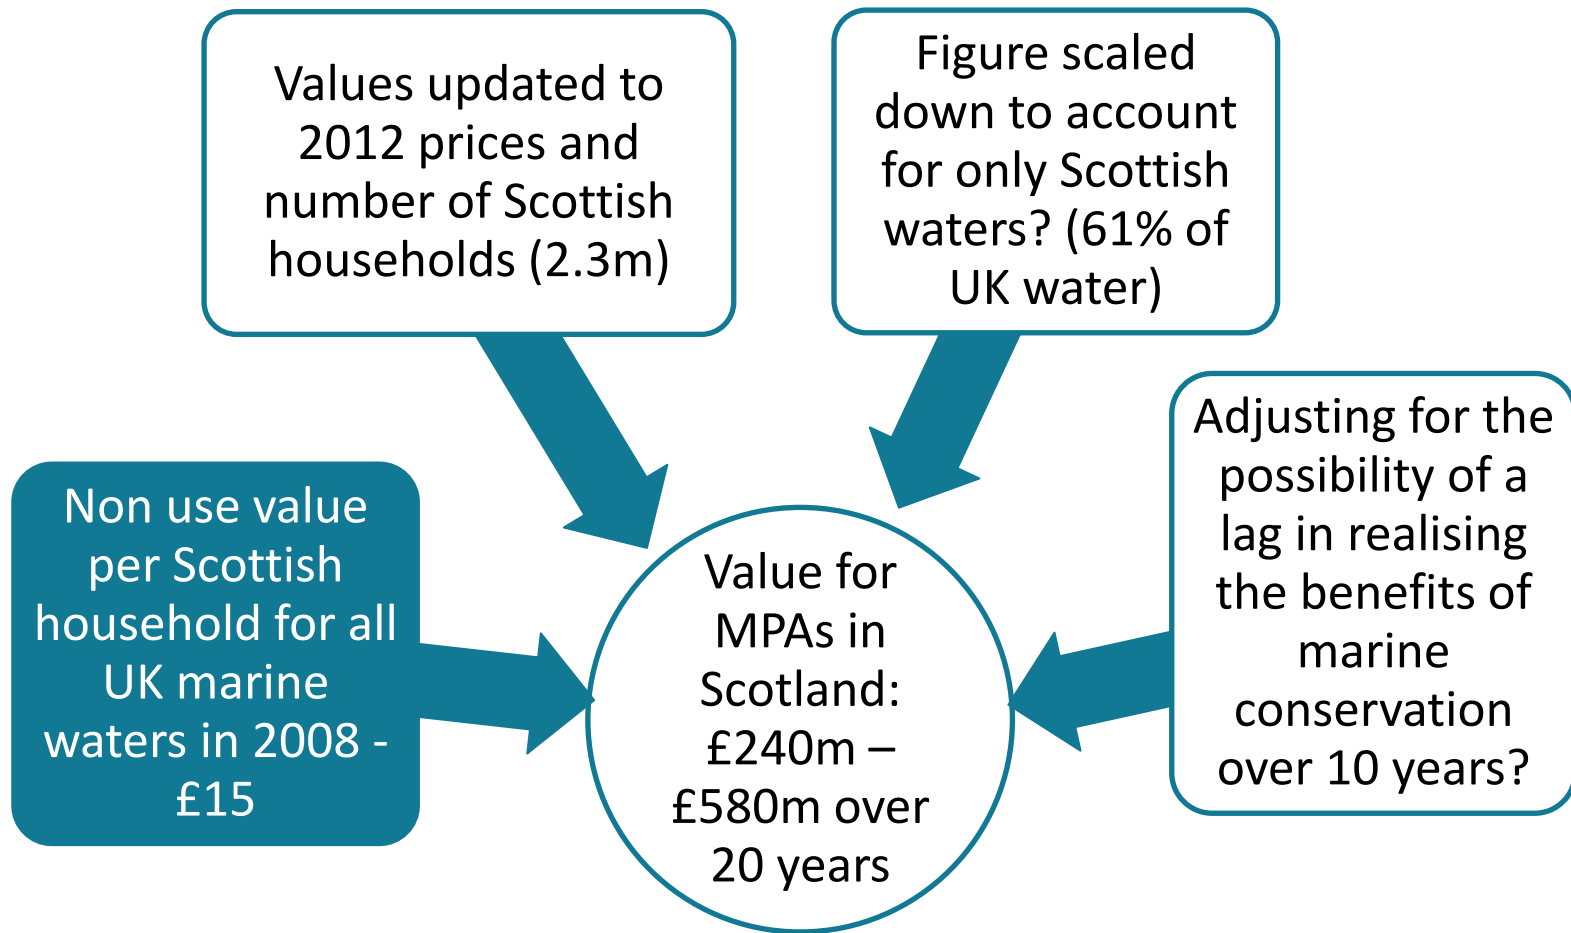 Values updated to
2012 prices and
number of Scottish
households (2.3m)
Figure scaled
down to account
for only Scottish
waters? (61% of
UK water)
Non use value
per Scottish
household for all
UK marine
waters in 2008 -
£15
Value for
MPAs in
Scotland:
£240m –
£580m over
20 years
Adjusting for the
possibility of a
lag in realising
the benefits of
marine
conservation
over 10 years?